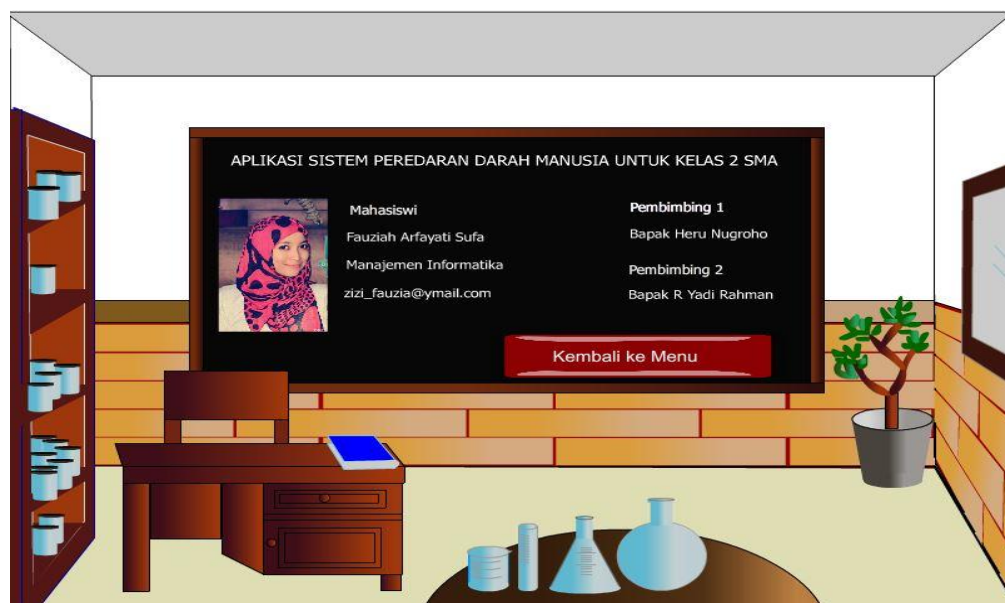 APLIKASI SISTEM PEREDARAN DARAH MANUSIA UNTUK KELAS 2 SMA
Mahasiswi
Fauziah Arfayati Sufa
Manajemen Informatika
zizi_fauzia@ymail.com
Pembimbing 1
Bapak Heru Nugroho
Pembimbing 2
Bapak R Yadi Rahman
Kembali ke Menu